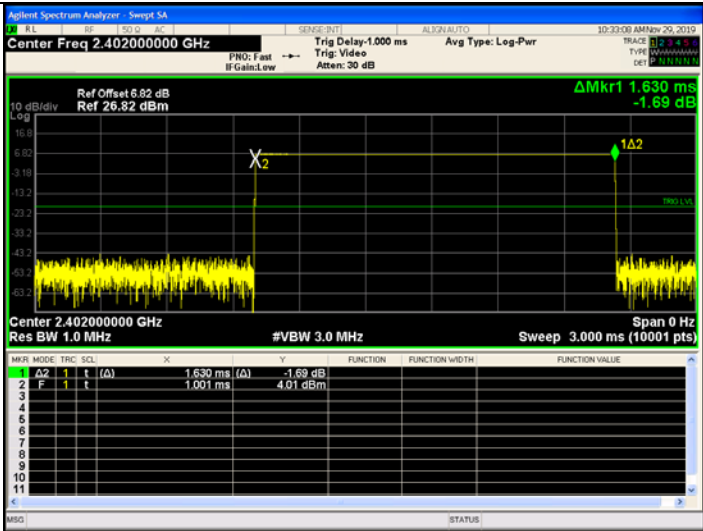 Agilent Spectrum Analyzer - Swept SA
RL RF 50 Ω AC SENSE:INT ALIGN AUTO 10:33:08 AM Nov 29, 2019
Center Freq 2.402000000 GHz
PNO: Fast
IFGain:Low
Trig Delay-1.000 ms
Trig: Video
Atten: 30 dB
Avg Type: Log-Pwr
TRACE 1 2 3 4 5 6
TYPE
DET P N N N N N
ΔMkr1 1.630 ms
-1.69 dB
Ref Offset 6.82 dB
10 dB/div Ref 26.82 dBm
Log
16.8
6.82
-3.18
-13.2
-23.2
-33.2
-43.2
-53.2
-63.2
X2
1Δ2
TRIG LVL
Center 2.402000000 GHz Span 0 Hz
Res BW 1.0 MHz #VBW 3.0 MHz Sweep 3.000 ms (10001 pts)
MKR MODE TRC SCL X Y FUNCTION FUNCTION WIDTH FUNCTION VALUE
1 Δ2 1 t (Δ) 1.630 ms (Δ) -1.69 dB
2 F 1 t 1.001 ms 4.01 dBm
3
4
5
6
7
8
9
10
11
MSG STATUS